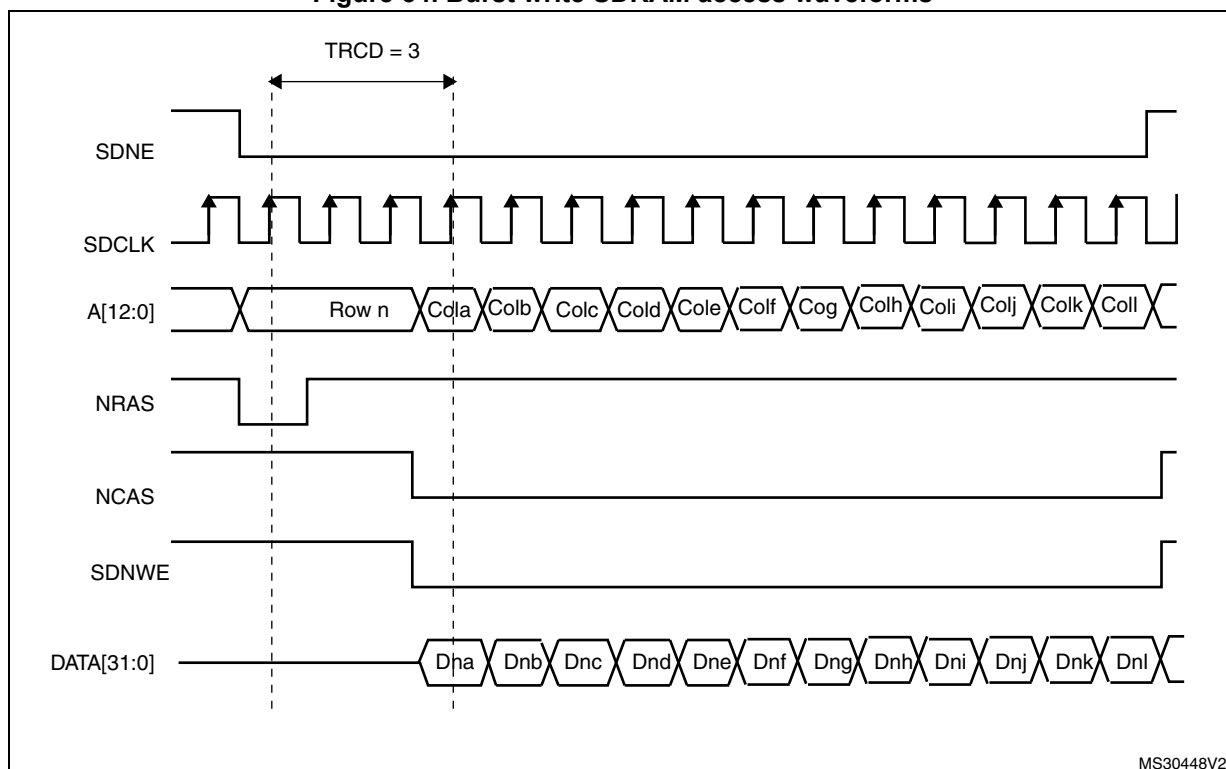 TRCD = 3
SDNE
SDCLK
A[12:0]
Row n
Cola
Colb
Colc
Cold
Cole
Colf
Cog
Colh
Coli
Colj
Colk
Coll
NRAS
NCAS
SDNWE
DATA[31:0]
Dna
Dnb
Dnc
Dnd
Dne
Dnf
Dng
Dnh
Dni
Dnj
Dnk
Dnl
MS30448V2